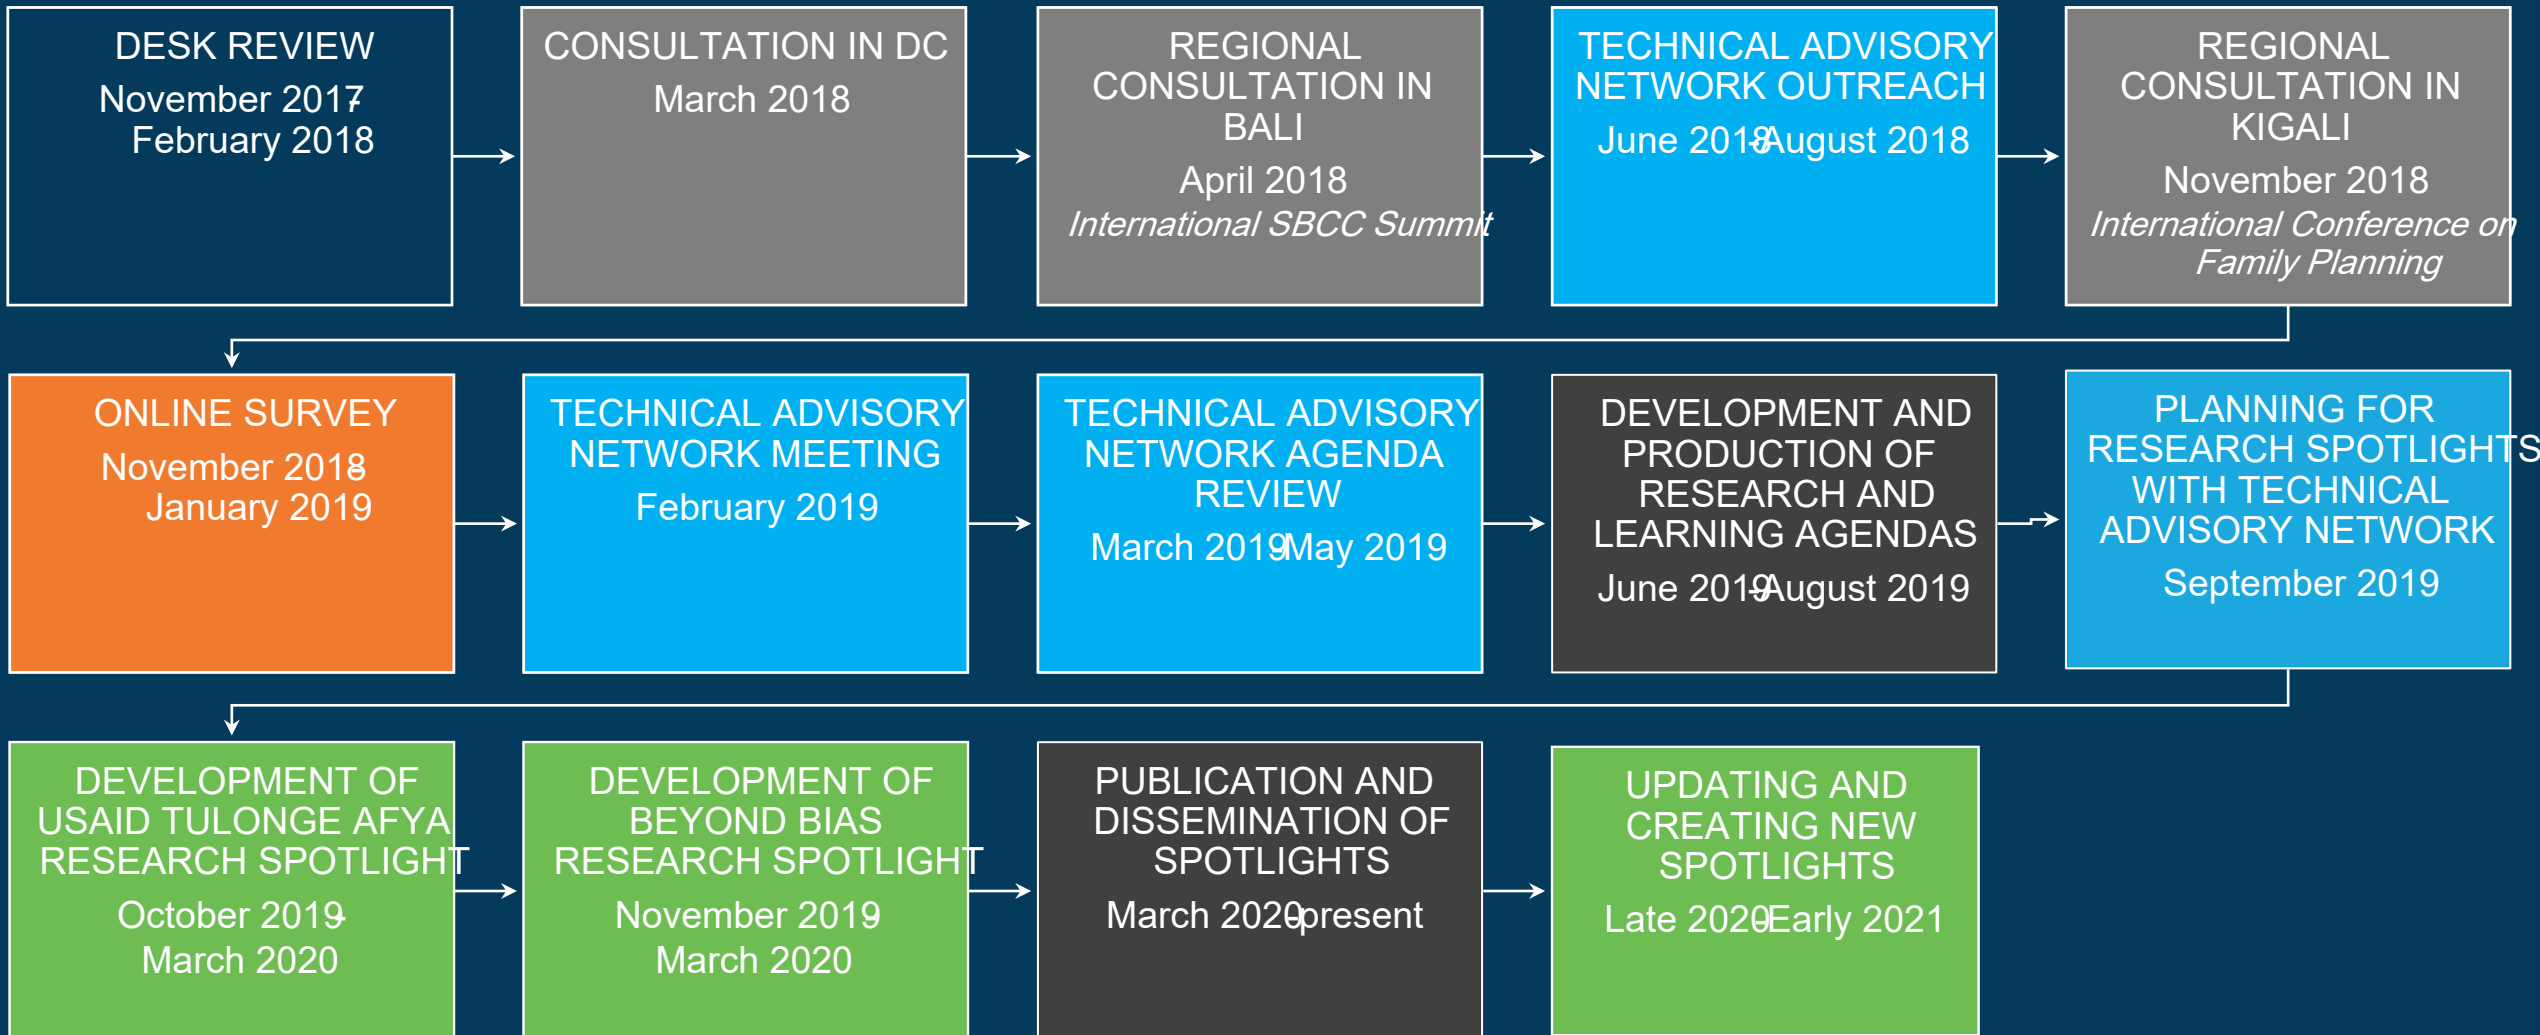 DESK REVIEW
November 2017-
February 2018
CONSULTATION IN DC
March 2018
REGIONAL
CONSULTATION IN
BALI
April 2018
International SBCC Summit
TECHNICAL ADVISORY
NETWORK OUTREACH
June 2018-August 2018
REGIONAL
CONSULTATION IN
KIGALI
November 2018
International Conference on
Family Planning
ONLINE SURVEY
November 2018-
January 2019
TECHNICAL ADVISORY
NETWORK MEETING
February 2019
TECHNICAL ADVISORY
NETWORK AGENDA
REVIEW
March 2019-May 2019
DEVELOPMENT AND
PRODUCTION OF
RESEARCH AND
LEARNING AGENDAS
June 2019-August 2019
PLANNING FOR
RESEARCH SPOTLIGHTS
WITH TECHNICAL
ADVISORY NETWORK
September 2019
DEVELOPMENT OF
USAID TULONGE AFYA
RESEARCH SPOTLIGHT
October 2019-
March 2020
DEVELOPMENT OF
BEYOND BIAS
RESEARCH SPOTLIGHT
November 2019-
March 2020
PUBLICATION AND
DISSEMINATION OF
SPOTLIGHTS
March 2020-present
UPDATING AND
CREATING NEW
SPOTLIGHTS
Late 2020-Early 2021